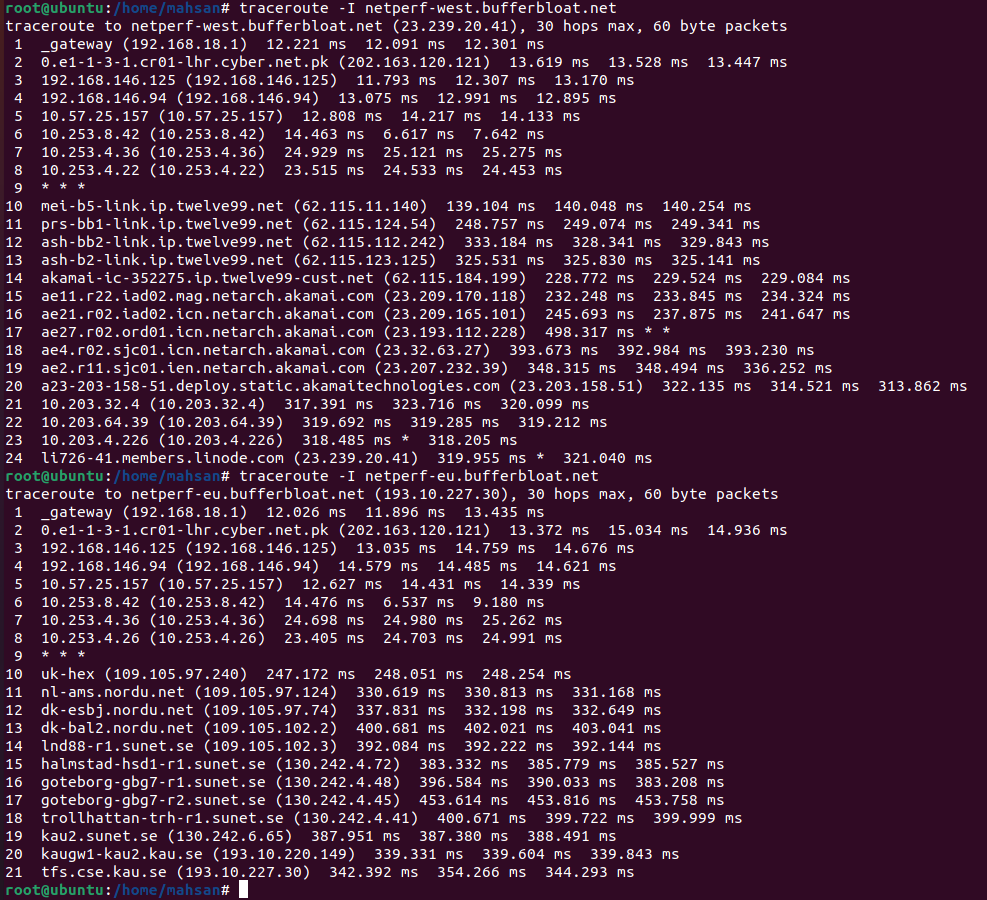 root@ubuntu:/home/mahsan# traceroute -I netperf-west.bufferbloat.net
traceroute to netperf-west.bufferbloat.net (23.239.20.41), 30 hops max, 60 byte packets
 1  _gateway (192.168.18.1)  12.221 ms  12.091 ms  12.301 ms
 2  0.e1-1-3-1.cr01-lhr.cyber.net.pk (202.163.120.121)  13.619 ms  13.528 ms  13.447 ms
 3  192.168.146.125 (192.168.146.125)  11.793 ms  12.307 ms  13.170 ms
 4  192.168.146.94 (192.168.146.94)  13.075 ms  12.991 ms  12.895 ms
 5  10.57.25.157 (10.57.25.157)  12.808 ms  14.217 ms  14.133 ms
 6  10.253.8.42 (10.253.8.42)  14.463 ms  6.617 ms  7.642 ms
 7  10.253.4.36 (10.253.4.36)  24.929 ms  25.121 ms  25.275 ms
 8  10.253.4.22 (10.253.4.22)  23.515 ms  24.533 ms  24.453 ms
 9  * * *
10  mei-b5-link.ip.twelve99.net (62.115.11.140)  139.104 ms  140.048 ms  140.254 ms
11  prs-bb1-link.ip.twelve99.net (62.115.124.54)  248.757 ms  249.074 ms  249.341 ms
12  ash-bb2-link.ip.twelve99.net (62.115.112.242)  333.184 ms  328.341 ms  329.843 ms
13  ash-b2-link.ip.twelve99.net (62.115.123.125)  325.531 ms  325.830 ms  325.141 ms
14  akamai-ic-352275.ip.twelve99-cust.net (62.115.184.199)  228.772 ms  229.524 ms  229.084 ms
15  ae11.r22.iad02.mag.netarch.akamai.com (23.209.170.118)  232.248 ms  233.845 ms  234.324 ms
16  ae21.r02.iad02.icn.netarch.akamai.com (23.209.165.101)  245.693 ms  237.875 ms  241.647 ms
17  ae27.r02.ord01.icn.netarch.akamai.com (23.193.112.228)  498.317 ms * *
18  ae4.r02.sjc01.icn.netarch.akamai.com (23.32.63.27)  393.673 ms  392.984 ms  393.230 ms
19  ae2.r11.sjc01.ien.netarch.akamai.com (23.207.232.39)  348.315 ms  348.494 ms  336.252 ms
20  a23-203-158-51.deploy.static.akamaitechnologies.com (23.203.158.51)  322.135 ms  314.521 ms  313.862 ms
21  10.203.32.4 (10.203.32.4)  317.391 ms  323.716 ms  320.099 ms
22  10.203.64.39 (10.203.64.39)  319.692 ms  319.285 ms  319.212 ms
23  10.203.4.226 (10.203.4.226)  318.485 ms *  318.205 ms
24  li726-41.members.linode.com (23.239.20.41)  319.955 ms *  321.040 ms
root@ubuntu:/home/mahsan# traceroute -I netperf-eu.bufferbloat.net
traceroute to netperf-eu.bufferbloat.net (193.10.227.30), 30 hops max, 60 byte packets
 1  _gateway (192.168.18.1)  12.026 ms  11.896 ms  13.435 ms
 2  0.e1-1-3-1.cr01-lhr.cyber.net.pk (202.163.120.121)  13.372 ms  15.034 ms  14.936 ms
 3  192.168.146.125 (192.168.146.125)  13.035 ms  14.759 ms  14.676 ms
 4  192.168.146.94 (192.168.146.94)  14.579 ms  14.485 ms  14.621 ms
 5  10.57.25.157 (10.57.25.157)  12.627 ms  14.431 ms  14.339 ms
 6  10.253.8.42 (10.253.8.42)  14.476 ms  6.537 ms  9.180 ms
 7  10.253.4.36 (10.253.4.36)  24.698 ms  24.980 ms  25.262 ms
 8  10.253.4.26 (10.253.4.26)  23.405 ms  24.703 ms  24.991 ms
 9  * * *
10  uk-hex (109.105.97.240)  247.172 ms  248.051 ms  248.254 ms
11  nl-ams.nordu.net (109.105.97.124)  330.619 ms  330.813 ms  331.168 ms
12  dk-esbj.nordu.net (109.105.97.74)  337.831 ms  332.198 ms  332.649 ms
13  dk-bal2.nordu.net (109.105.102.2)  400.681 ms  402.021 ms  403.041 ms
14  lnd88-r1.sunet.se (109.105.102.3)  392.084 ms  392.222 ms  392.144 ms
15  halmstad-hsd1-r1.sunet.se (130.242.4.72)  383.332 ms  385.779 ms  385.527 ms
16  goteborg-gbg7-r1.sunet.se (130.242.4.48)  396.584 ms  390.033 ms  383.208 ms
17  goteborg-gbg7-r2.sunet.se (130.242.4.45)  453.614 ms  453.816 ms  453.758 ms
18  trollhattan-trh-r1.sunet.se (130.242.4.41)  400.671 ms  399.722 ms  399.999 ms
19  kau2.sunet.se (130.242.6.65)  387.951 ms  387.380 ms  388.491 ms
20  kaugw1-kau2.kau.se (193.10.220.149)  339.331 ms  339.604 ms  339.843 ms
21  tfs.cse.kau.se (193.10.227.30)  342.392 ms  354.266 ms  344.293 ms
root@ubuntu:/home/mahsan#